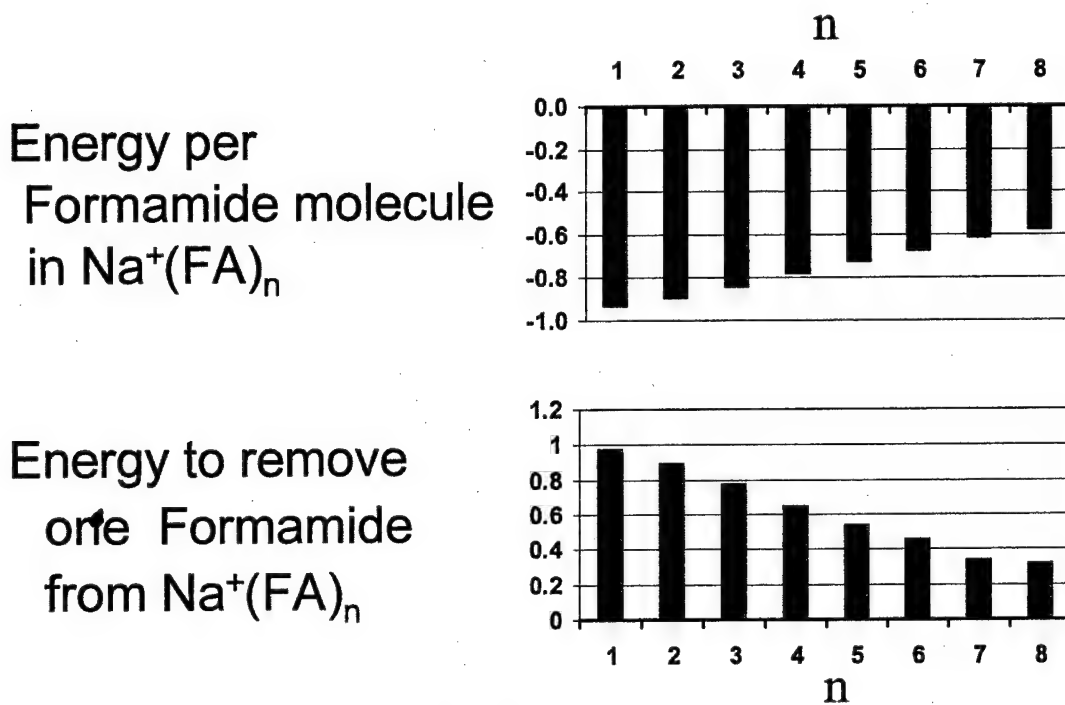 n
1 2 3 4 5 6 7 8
Energy per
Formamide molecule
in Na⁺(FA)ₙ
0.0
-0.2
-0.4
-0.6
-0.8
-1.0
Energy to remove
one Formamide
from Na⁺(FA)ₙ
1.2
1
0.8
0.6
0.4
0.2
0
1 2 3 4 5 6 7 8
n